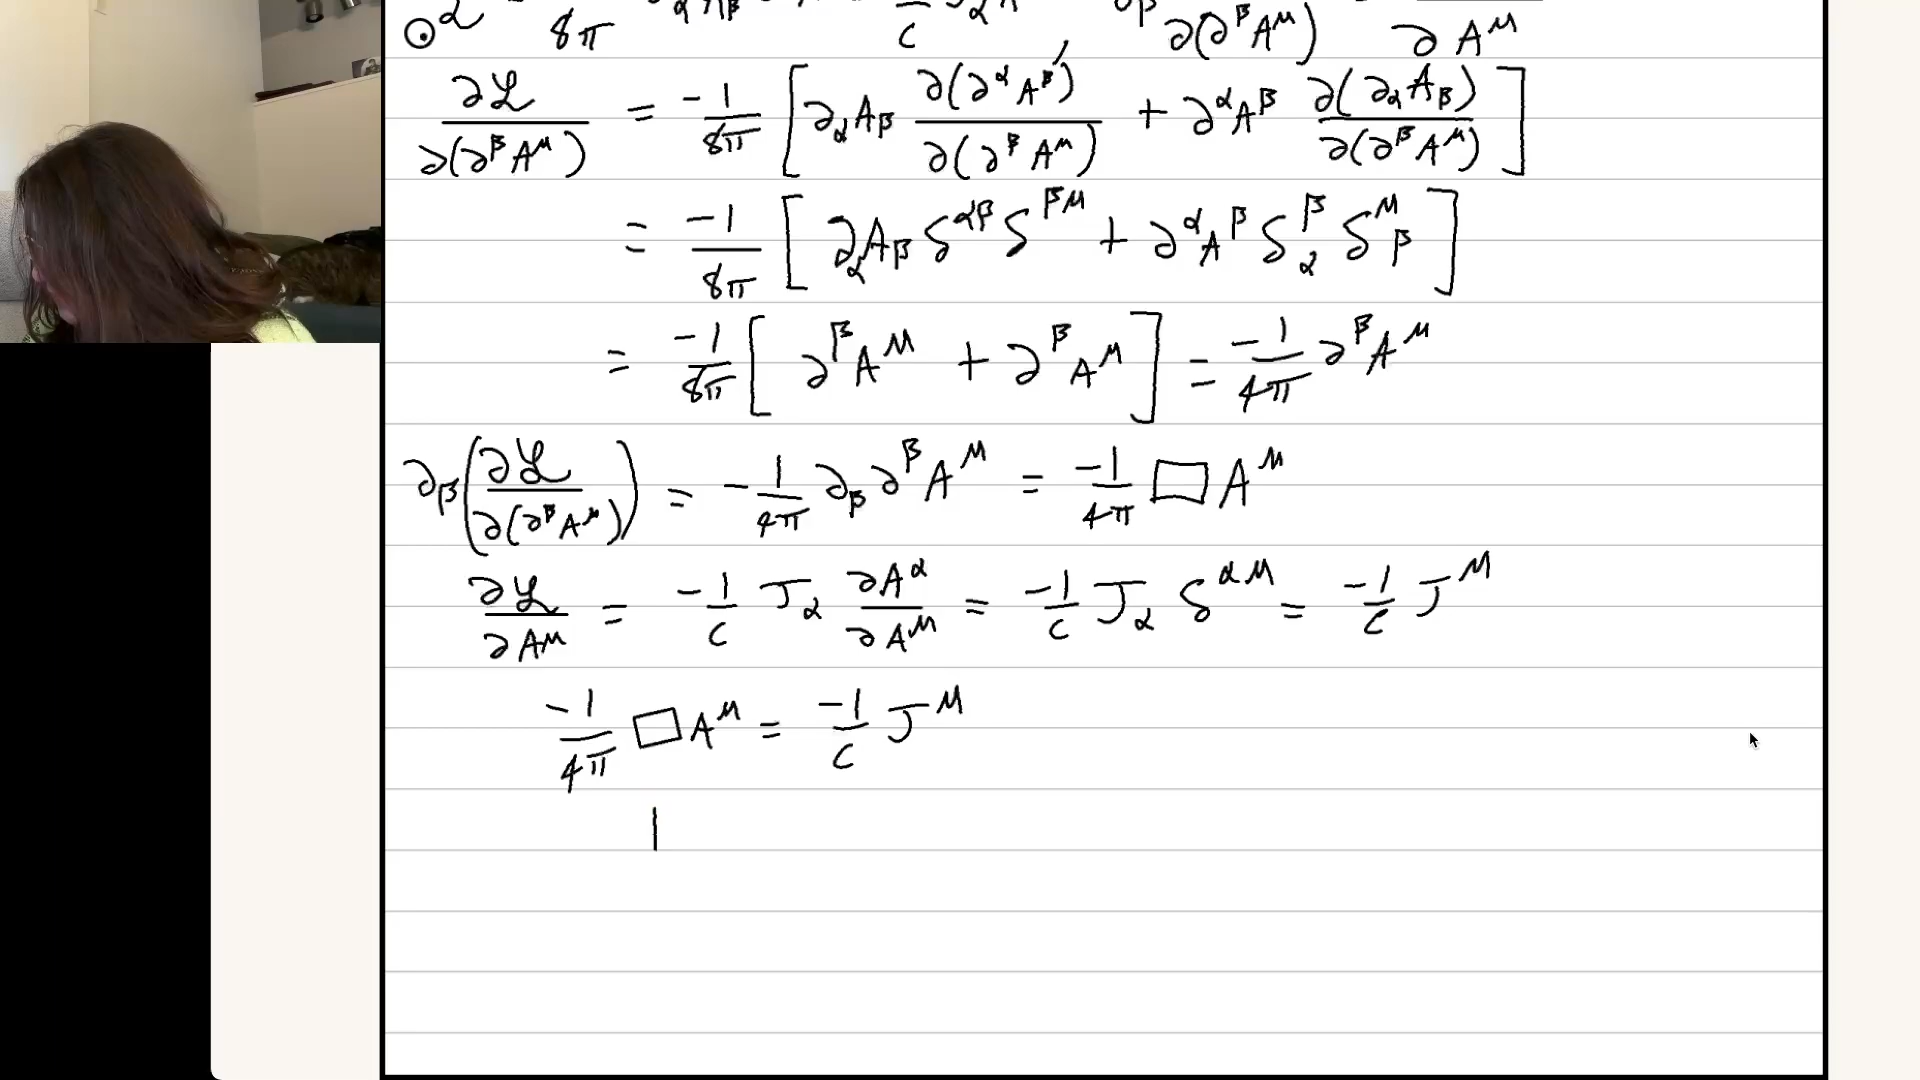 ∂ℒ/∂(∂^β A^μ) = -1/8π [ ∂_α A_β ∂(∂^α A^β)/∂(∂^β A^μ) + ∂^α A^β ∂(∂_α A_β)/∂(∂^β A^μ) ]
= -1/8π [ ∂_α A_β δ^{αβ} δ^{βμ} + ∂^α A^β δ^β_α δ^μ_β ]
= -1/8π [ ∂^β A^μ + ∂^β A^μ ] = -1/4π ∂^β A^μ
∂_β ( ∂ℒ/∂(∂^β A^μ) ) = -1/4π ∂_β ∂^β A^μ = -1/4π □ A^μ
∂ℒ/∂A^μ = -1/c J_α ∂A^α/∂A^μ = -1/c J_α δ^{αμ} = -1/c J^μ
-1/4π □ A^μ = -1/c J^μ